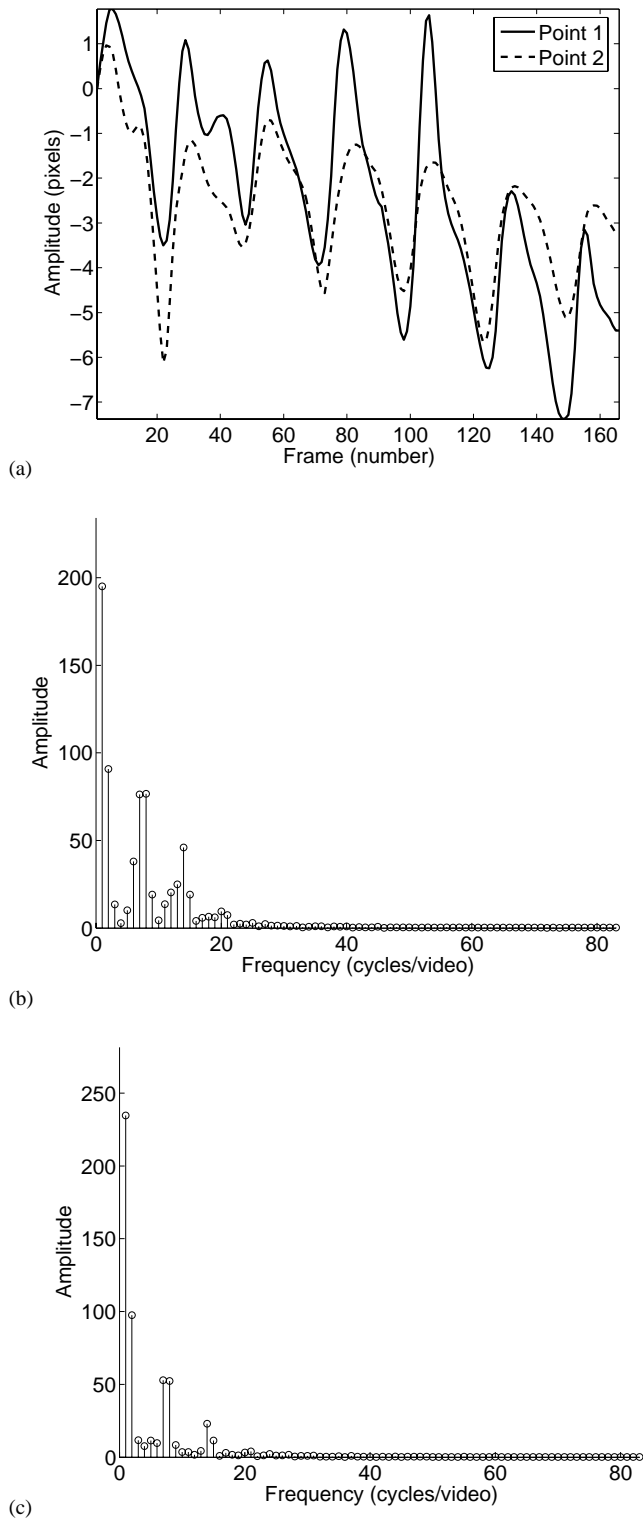 1
0
−1
−2
−3
−4
−5
−6
−7
Amplitude (pixels)
Point 1
Point 2
20 40 60 80 100 120 140 160
Frame (number)
(a)
200
150
100
50
0
Amplitude
0 20 40 60 80
Frequency (cycles/video)
(b)
250
200
150
100
50
0
Amplitude
0 20 40 60 80
Frequency (cycles/video)
(c)